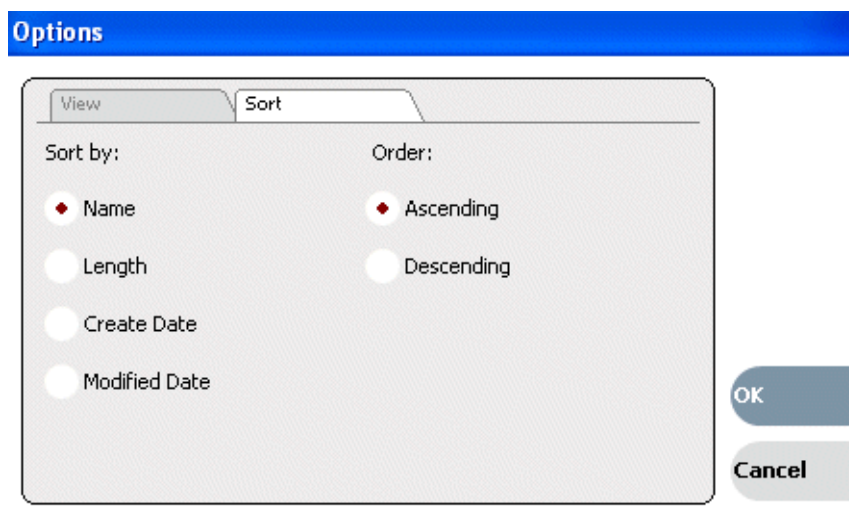 Options
View
Sort
Sort by:
Order:
Name
Ascending
Length
Descending
Create Date
Modified Date
OK
Cancel